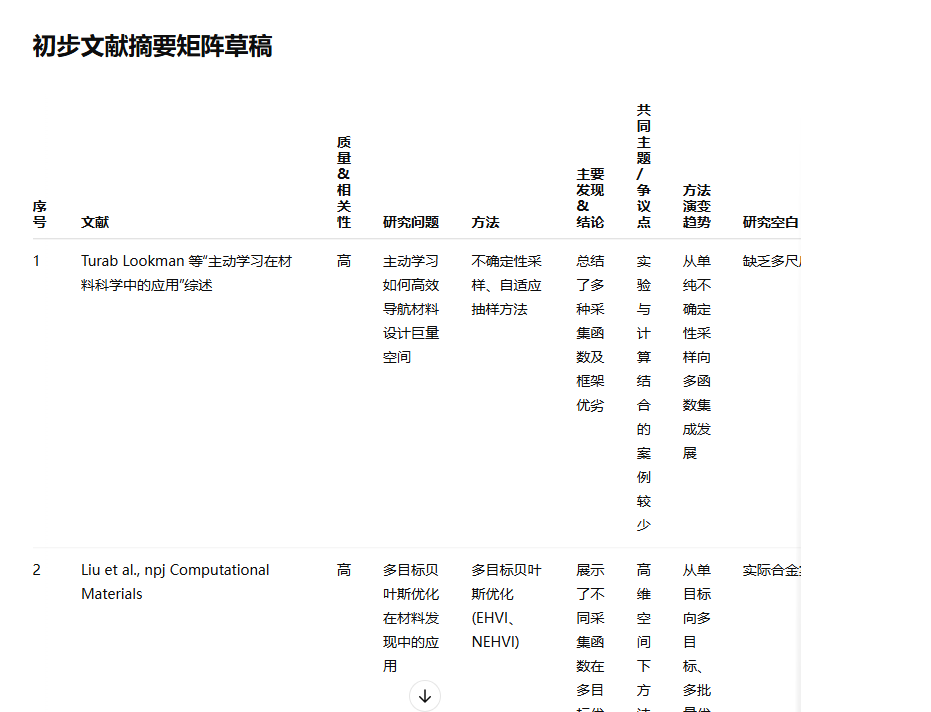 初步文献摘要矩阵草稿
序号
文献
质量&相关性
研究问题
方法
主要发现&结论
共同主题/争议点
方法演变趋势
研究空白
1
Turab Lookman 等“主动学习在材
料科学中的应用”综述
高
主动学习
如何高效
导航材料
设计巨量
空间
不确定性采
样、自适应
抽样方法
总结
了多
种采
集函
数及
框架
优劣
实
验
与
计
算
结
合
的
案
例
较
少
从单
纯不
确定
性采
样向
多函
数集
成发
展
缺乏多尺
2
Liu et al., npj Computational
Materials
高
多目标贝
叶斯优化
在材料发
现中的应
用
多目标贝叶
斯优化
(EHVI、
NEHVI)
展示
了不
同采
集函
数在
多目
高
维
空
间
下
方
从单
目标
向多
目
标、
多批
实际合金